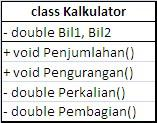 class Kalkulator
- double Bil1, Bil2
+ void Penjumlahan()
+ void Pengurangan()
- double Perkalian()
- double Pembagian()